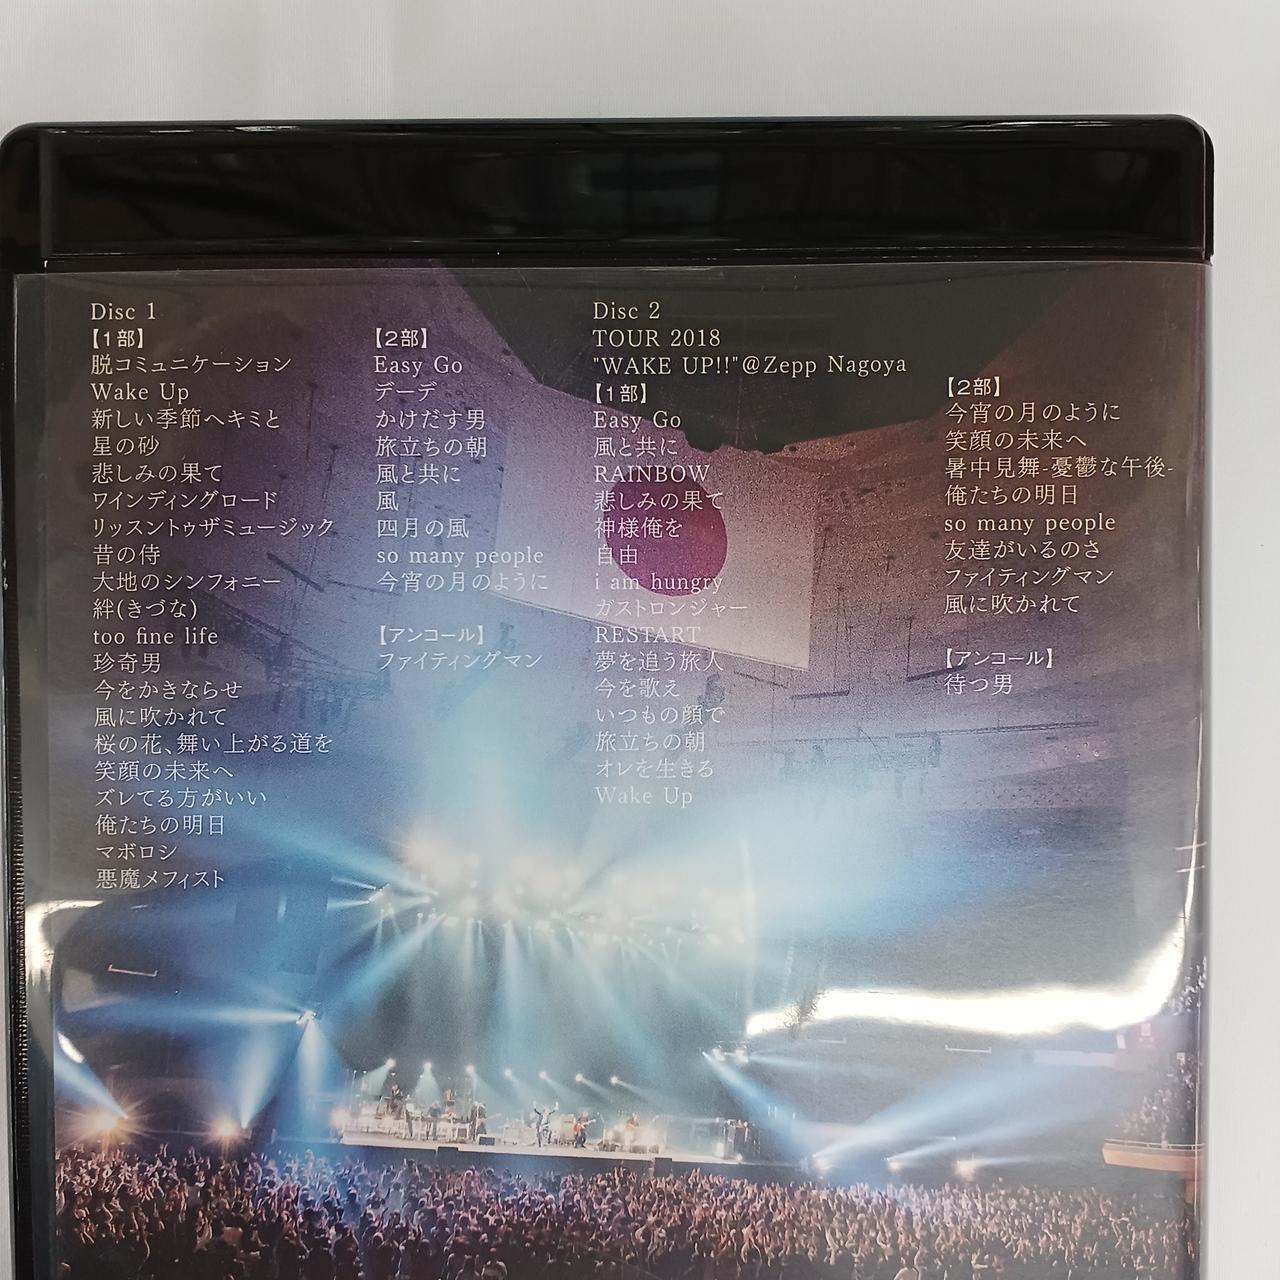 Disc 1
【1部】
脱コミュニケーション
Wake Up
新しい季節へキミと
星の砂
悲しみの果て
ワインディングロード
リッスントゥザミュージック
昔の侍
大地のシンフォニー
絆(きづな)
too fine life
珍奇男
今をかきならせ
風に吹かれて
桜の花、舞い上がる道を
笑顔の未来へ
ズレてる方がいい
俺たちの明日
マボロシ
悪魔メフィスト
【2部】
Easy Go
デーデ
かけだす男
旅立ちの朝
風と共に
風
四月の風
so many people
今宵の月のように
【アンコール】
ファイティングマン
Disc 2
TOUR 2018
"WAKE UP!!"@Zepp Nagoya
【1部】
Easy Go
風と共に
RAINBOW
悲しみの果て
神様俺を
自由
i am hungry
ガストロンジャー
RESTART
夢を追う旅人
今を歌え
いつもの顔で
旅立ちの朝
オレを生きる
Wake Up
【2部】
今宵の月のように
笑顔の未来へ
暑中見舞-憂鬱な午後-
俺たちの明日
so many people
友達がいるのさ
ファイティングマン
風に吹かれて
【アンコール】
待つ男